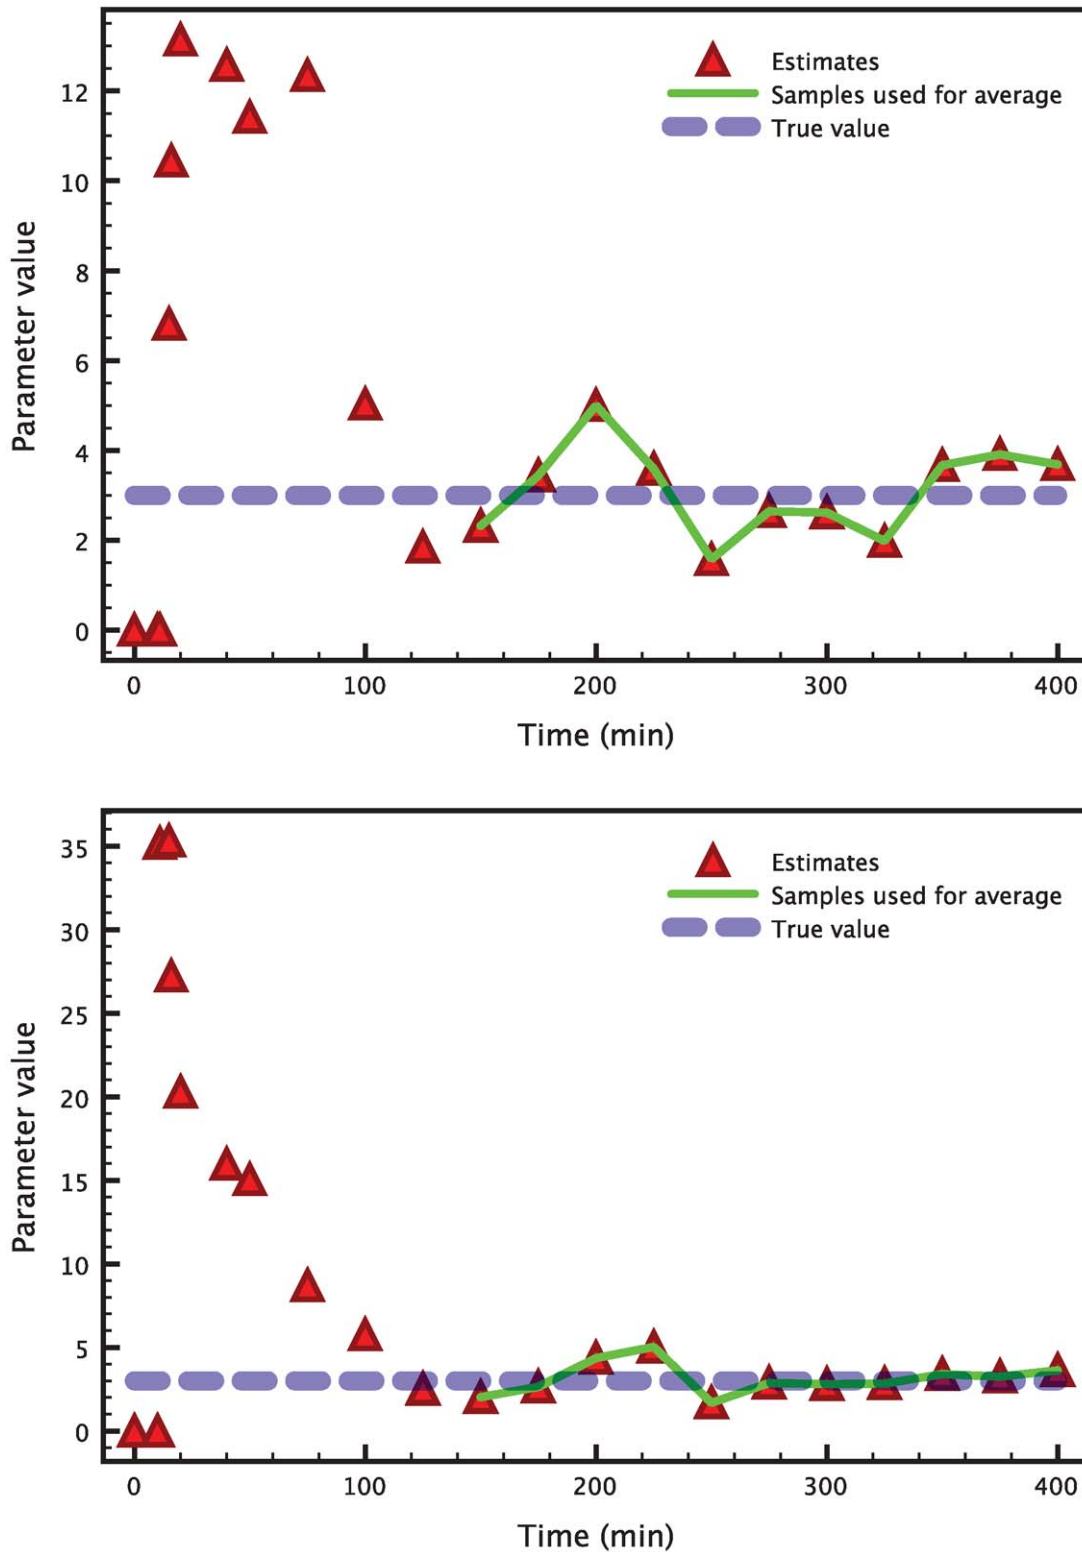 Estimates
Samples used for average
True value
12
10
8
6
4
2
0
Parameter value
0 100 200 300 400
Time (min)
Estimates
Samples used for average
True value
35
30
25
20
15
10
5
0
Parameter value
0 100 200 300 400
Time (min)